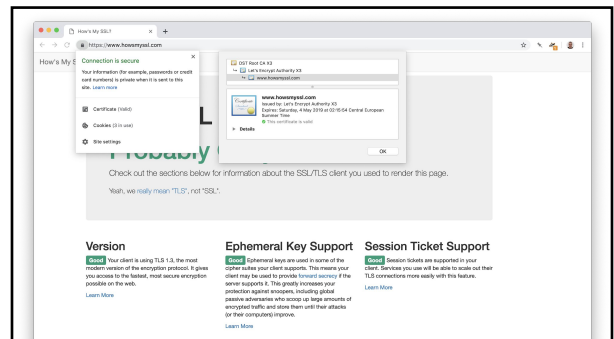 How's My SSL?
https://www.howsmyssl.com
How's My S
Connection is secure
Your information (for example, passwords or credit
card numbers) is private when it is sent to this
site. Learn more
Certificate (Valid)
Cookies (3 in use)
Site settings
DST Root CA X3
Let's Encrypt Authority X3
www.howsmyssl.com
Certificate
www.howsmyssl.com
Issued by: Let's Encrypt Authority X3
Expires: Saturday, 4 May 2019 at 02:15:54 Central European
Summer Time
This certificate is valid
Details
OK
L
Probably
Check out the sections below for information about the SSL/TLS client you used to render this page.
Yeah, we really mean "TLS", not "SSL".
Version
Good Your client is using TLS 1.3, the most
modern version of the encryption protocol. It gives
you access to the fastest, most secure encryption
possible on the web.
Learn More
Ephemeral Key Support
Good Ephemeral keys are used in some of the
cipher suites your client supports. This means your
client may be used to provide forward secrecy if the
server supports it. This greatly increases your
protection against snoopers, including global
passive adversaries who scoop up large amounts of
encrypted traffic and store them until their attacks
(or their computers) improve.
Learn More
Session Ticket Support
Good Session tickets are supported in your
client. Services you use will be able to scale out their
TLS connections more easily with this feature.
Learn More